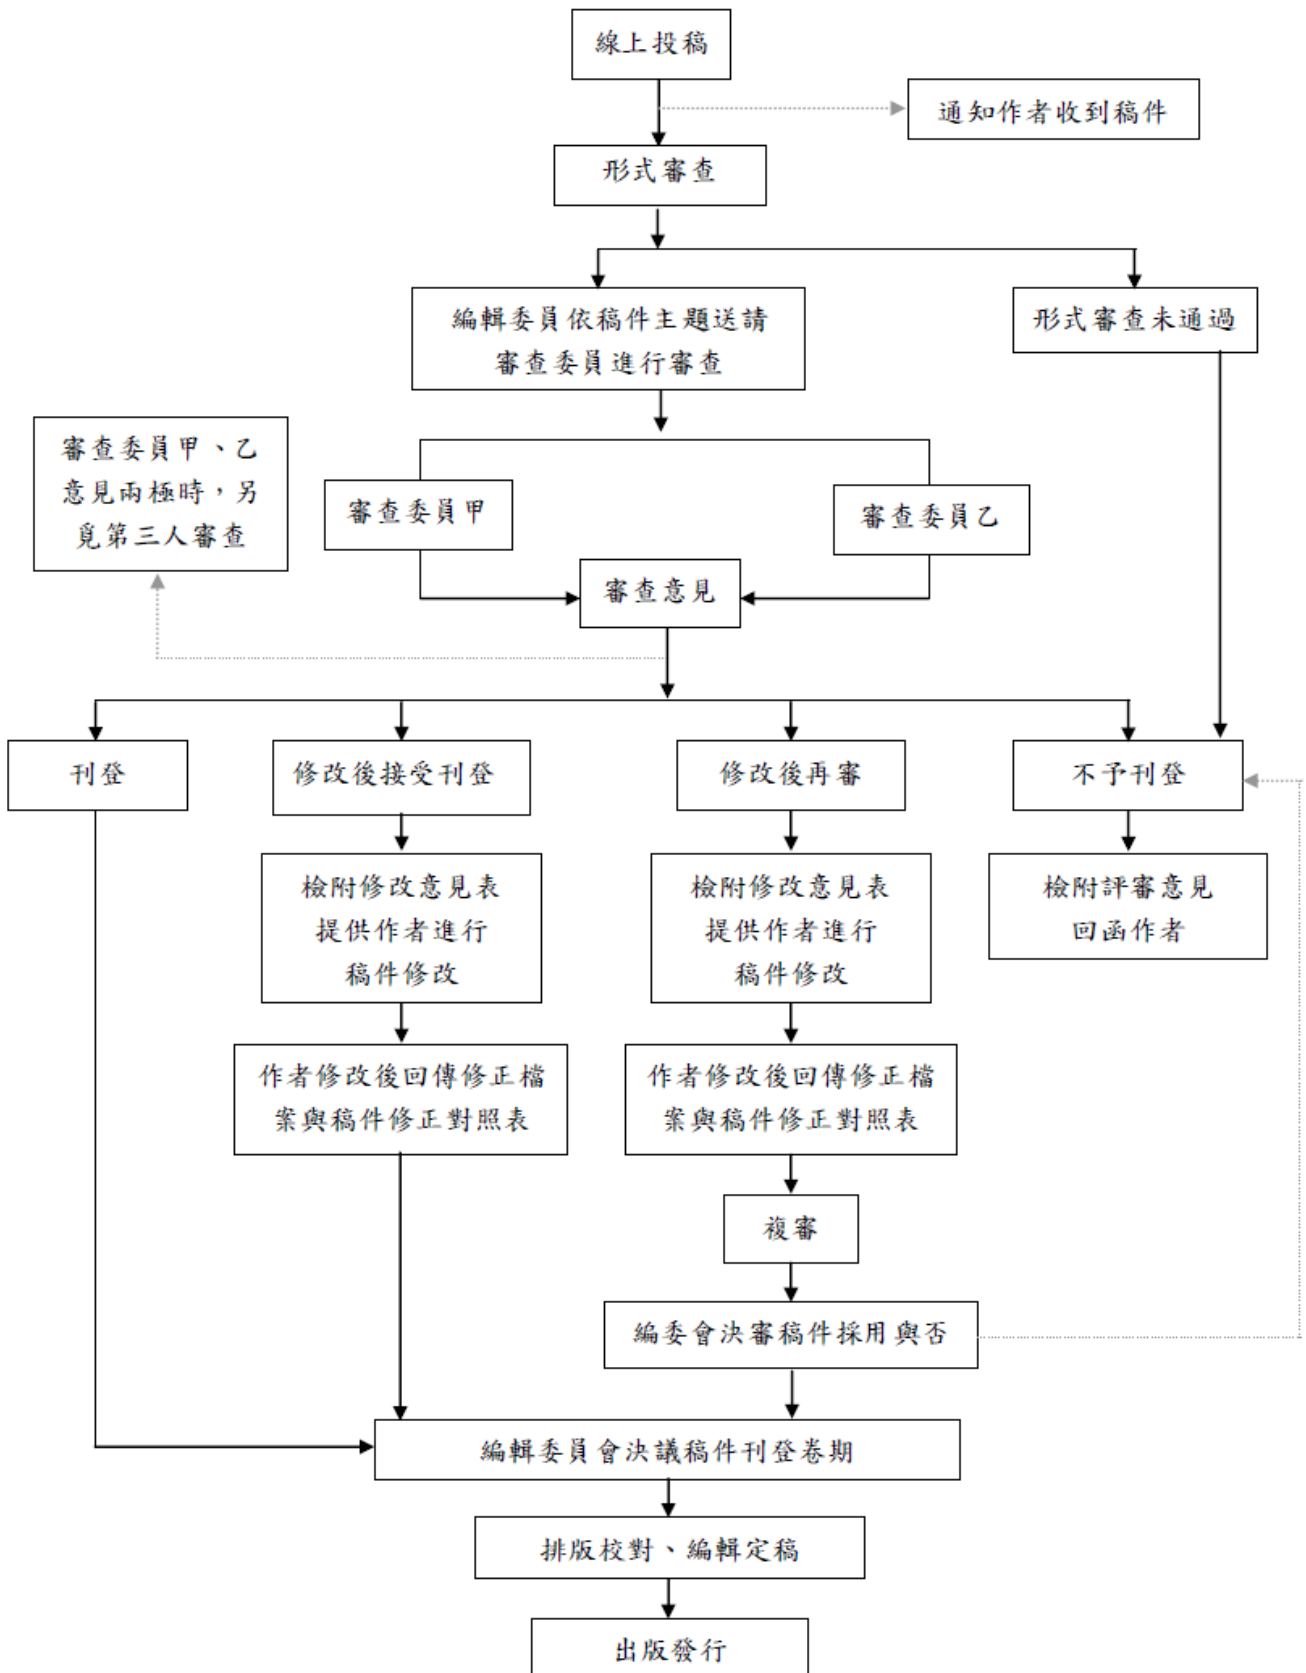 線上投稿
通知作者收到稿件
形式審查
編輯委員依稿件主題送請
審查委員進行審查
形式審查未通過
審查委員甲、乙
意見兩極時，另
覓第三人審查
審查委員甲
審查委員乙
審查意見
刊登
修改後接受刊登
修改後再審
不予刊登
檢附修改意見表
提供作者進行
稿件修改
檢附修改意見表
提供作者進行
稿件修改
檢附評審意見
回函作者
作者修改後回傳修正檔
案與稿件修正對照表
作者修改後回傳修正檔
案與稿件修正對照表
複審
編委會決審稿件採用與否
編輯委員會決議稿件刊登卷期
排版校對、編輯定稿
出版發行